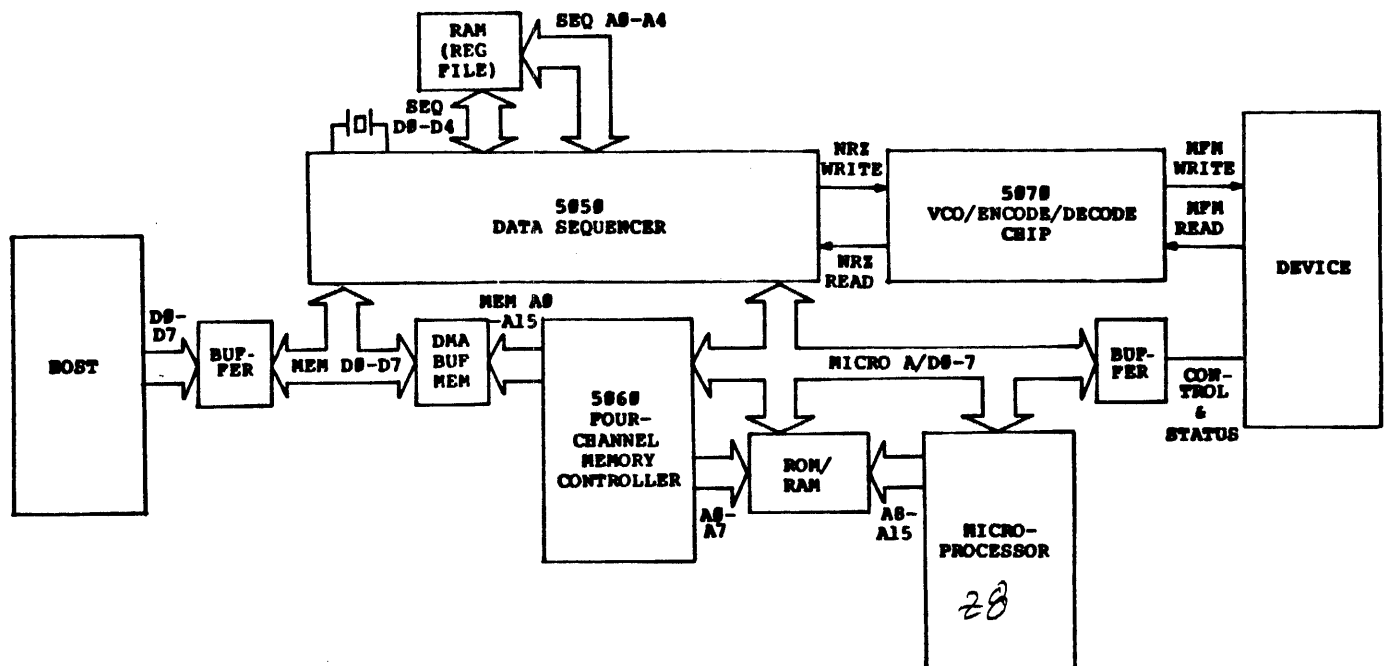 RAM
(REG
FILE)
SEQ A0-A4
SEQ
D0-D4
5050
DATA SEQUENCER
NRZ
WRITE
NRZ
READ
5070
VCO/ENCODE/DECODE
CHIP
MFM
WRITE
MFM
READ
DEVICE
HOST
D0-
D7
BUF-
FER
MEM D0-D7
DMA
BUF
MEM
MEM A0
-A15
5060
FOUR-
CHANNEL
MEMORY
CONTROLLER
MICRO A/D0-7
BUF-
FER
CON-
TROL
&
STATUS
A0-
A7
ROM/
RAM
A8-
A15
MICRO-
PROCESSOR
Z8